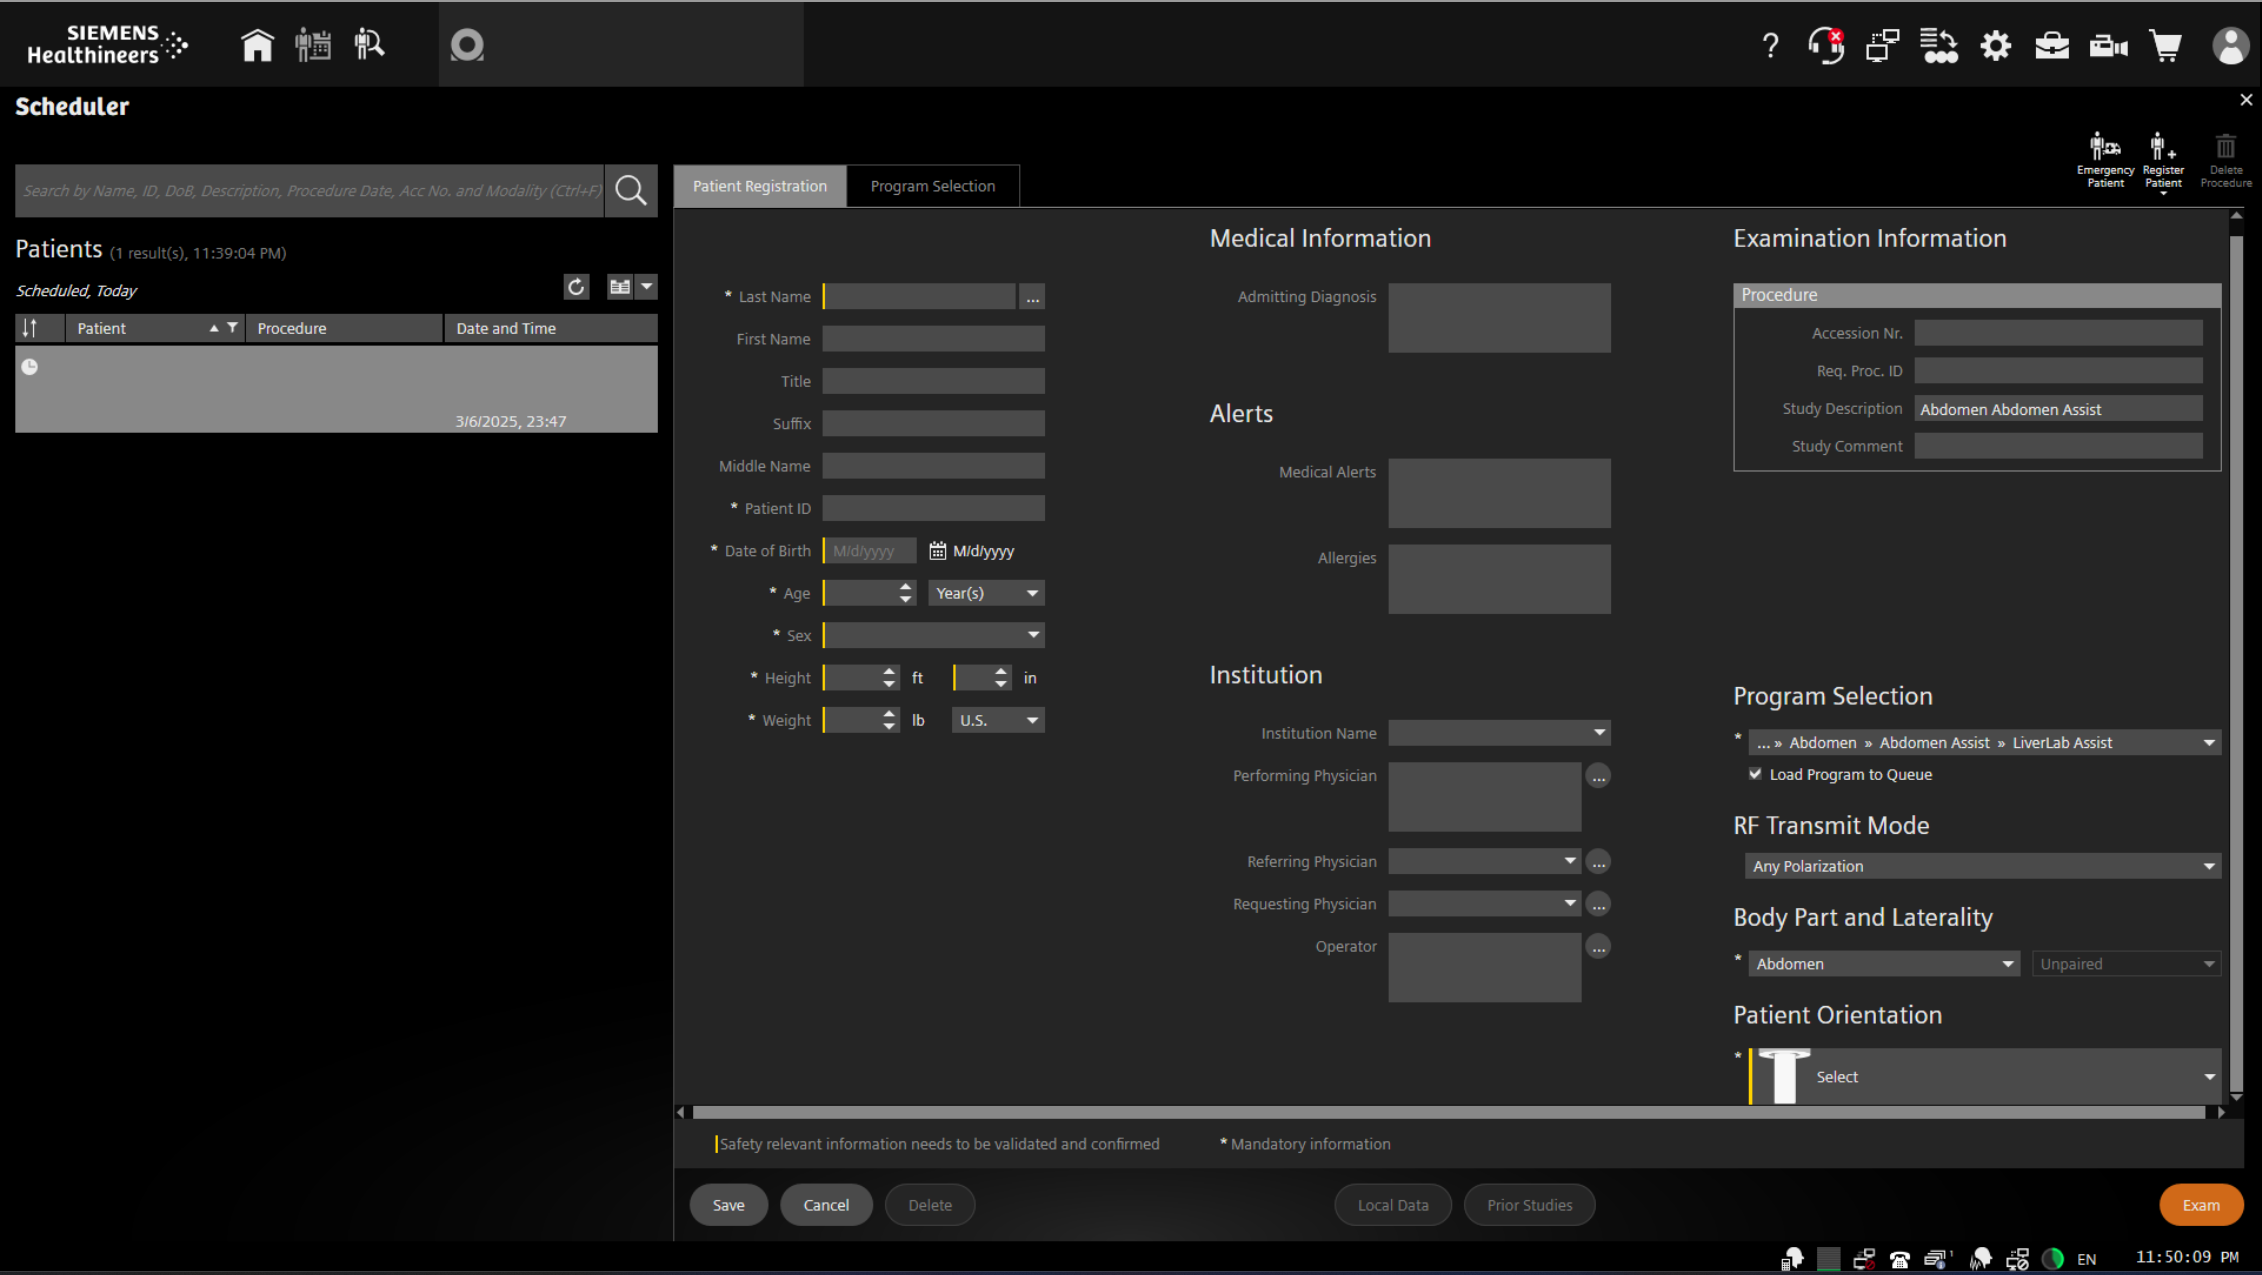 SIEMENS
Healthineers
Scheduler
Emergency
Patient
Register
Patient
Delete
Procedure
Search by Name, ID, DoB, Description, Procedure Date, Acc No. and Modality (Ctrl+F)
Patients (1 result(s), 11:39:04 PM)
Scheduled, Today
Patient Procedure Date and Time
3/6/2025, 23:47
Patient Registration Program Selection
* Last Name ...
First Name
Title
Suffix
Middle Name
* Patient ID
* Date of Birth M/d/yyyy M/d/yyyy
* Age Year(s)
* Sex
* Height ft in
* Weight lb U.S.
Medical Information
Admitting Diagnosis
Alerts
Medical Alerts
Allergies
Institution
Institution Name
Performing Physician ...
Referring Physician ...
Requesting Physician ...
Operator ...
Examination Information
Procedure
Accession Nr.
Req. Proc. ID
Study Description Abdomen Abdomen Assist
Study Comment
Program Selection
* ... » Abdomen » Abdomen Assist » LiverLab Assist
Load Program to Queue
RF Transmit Mode
Any Polarization
Body Part and Laterality
* Abdomen Unpaired
Patient Orientation
* Select
Safety relevant information needs to be validated and confirmed * Mandatory information
Save Cancel Delete Local Data Prior Studies Exam
1 EN 11:50:09 PM